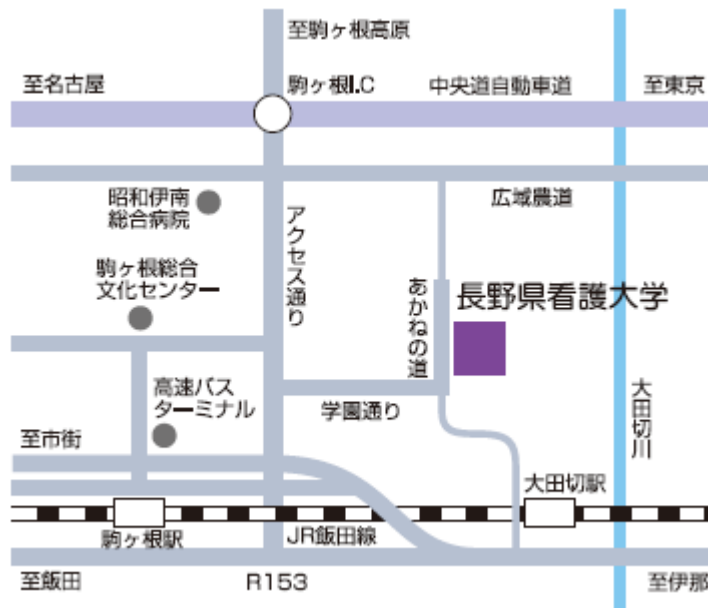 至駒ヶ根高原
至名古屋
駒ヶ根I.C
中央道自動車道
至東京
昭和伊南
総合病院
広域農道
アクセス通り
駒ヶ根総合
文化センター
あかねの道
長野県看護大学
高速バス
ターミナル
学園通り
大田切川
至市街
大田切駅
駒ヶ根駅
JR飯田線
至飯田
R153
至伊那